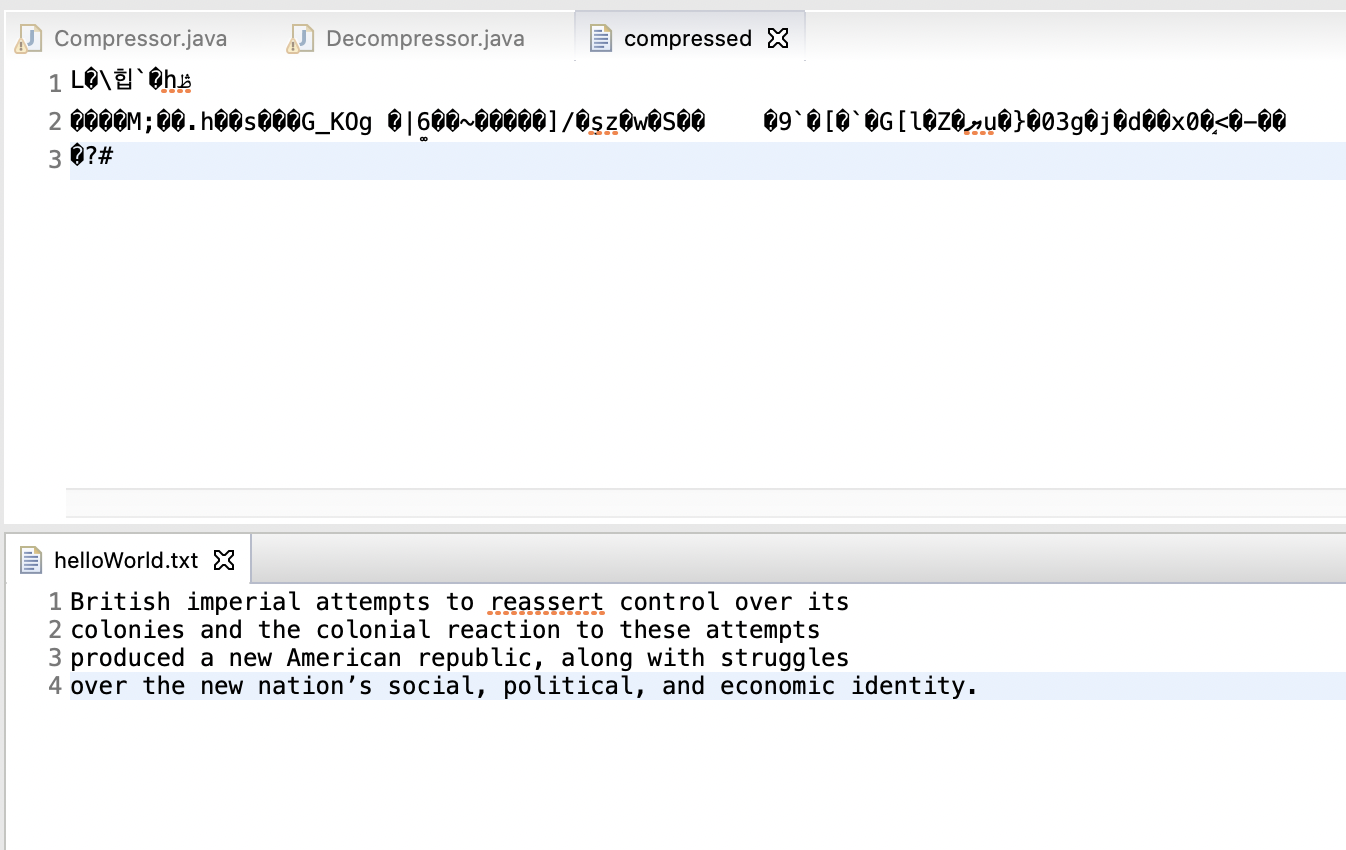 Compressor.java Decompressor.java compressed
1 L�\힙`�hظ
2 ����M;��.h��s���G_KOg �|6��~�����]/�şz�w�S�� �9`�[�`�G[l�Z�u�}�03g�j�d��x0�<�-��
3 �?#
helloWorld.txt
1 British imperial attempts to reassert control over its
2 colonies and the colonial reaction to these attempts
3 produced a new American republic, along with struggles
4 over the new nation’s social, political, and economic identity.